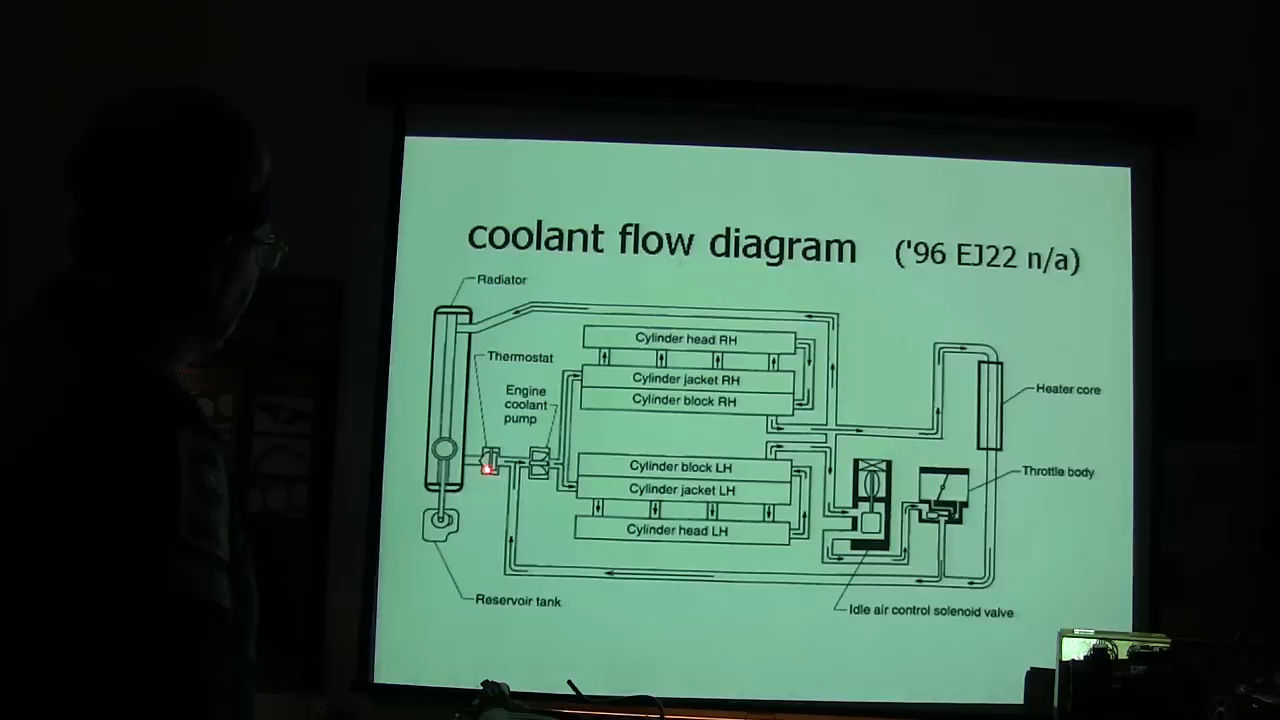 coolant flow diagram ('96 EJ22 n/a)
Radiator
Cylinder head RH
Thermostat
Cylinder jacket RH
Engine
coolant
pump
Cylinder block RH
Heater core
Cylinder block LH
Throttle body
Cylinder jacket LH
Cylinder head LH
Reservoir tank
Idle air control solenoid valve